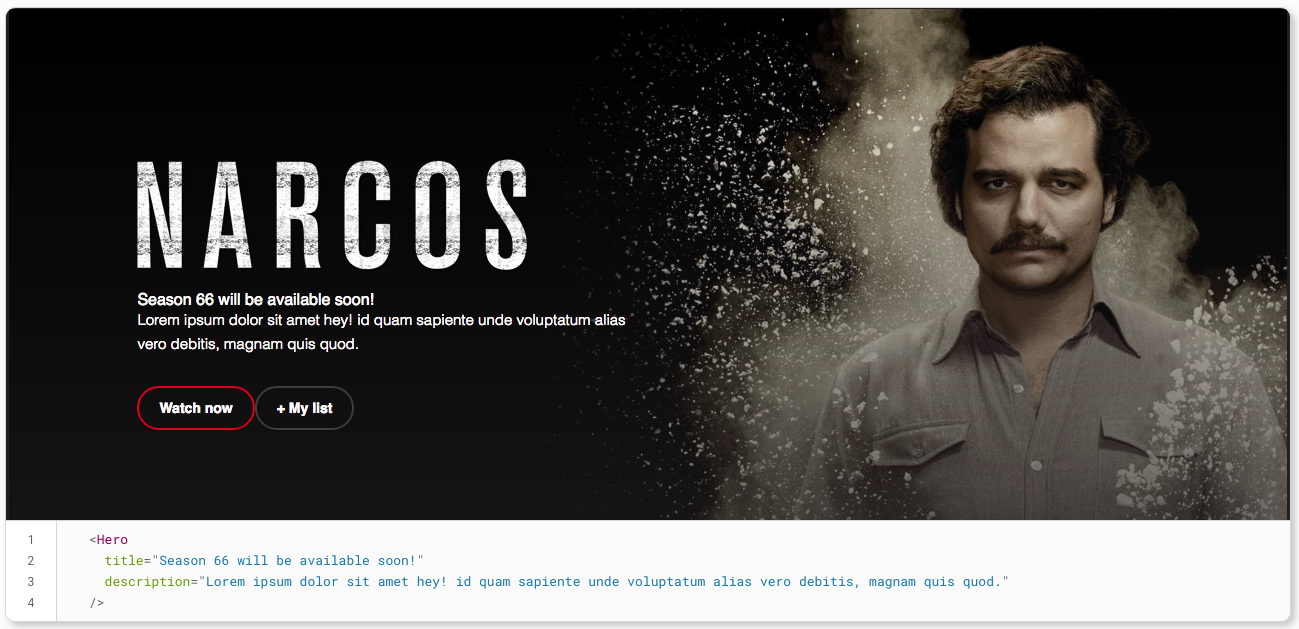 NARCOS
Season 66 will be available soon!
Lorem ipsum dolor sit amet hey! id quam sapiente unde voluptatum alias
vero debitis, magnam quis quod.
Watch now + My list
1 <Hero
2 title="Season 66 will be available soon!"
3 description="Lorem ipsum dolor sit amet hey! id quam sapiente unde voluptatum alias vero debitis, magnam quis quod."
4 />